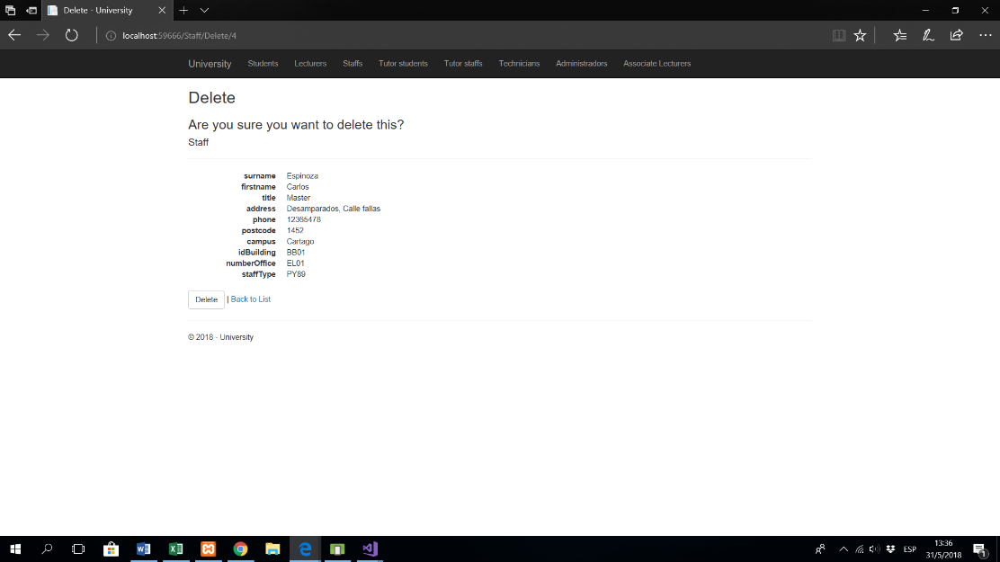 Delete - University
localhost:59666/Staff/Delete/4
University Students Lecturers Staffs Tutor students Tutor staffs Technicians Administradors Associate Lecturers
Delete
Are you sure you want to delete this?
Staff
surname Espinoza
firstname Carlos
title Master
address Desamparados, Calle fallas
phone 12365478
postcode 1452
campus Cartago
idBuilding BB01
numberOffice EL01
staffType PY89
Delete | Back to List
© 2018 - University
ESP
13:36
31/5/2018
1